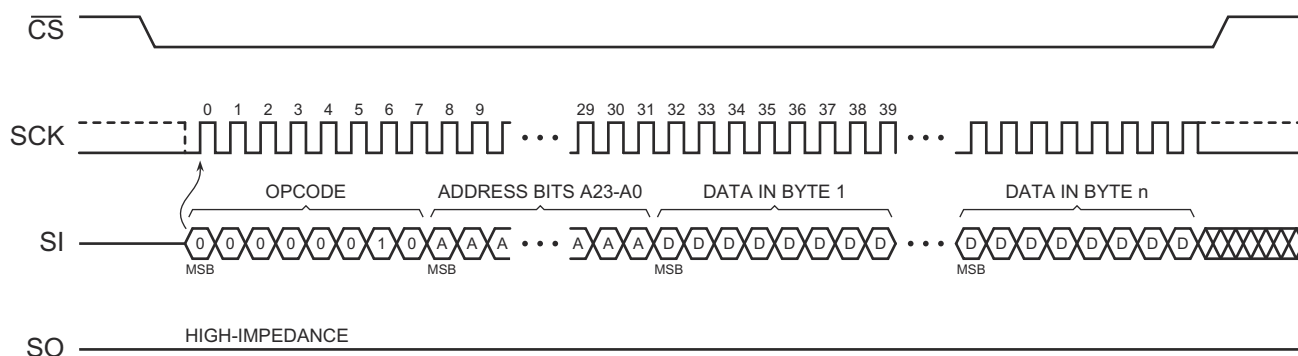 CS
SCK 0 1 2 3 4 5 6 7 8 9 • • • 29 30 31 32 33 34 35 36 37 38 39 • • •
OPCODE ADDRESS BITS A23-A0 DATA IN BYTE 1 DATA IN BYTE n
SI 0 0 0 0 0 0 1 0 A A A • • • A A A D D D D D D D D • • • D D D D D D D D
MSB MSB MSB MSB
HIGH-IMPEDANCE
SO